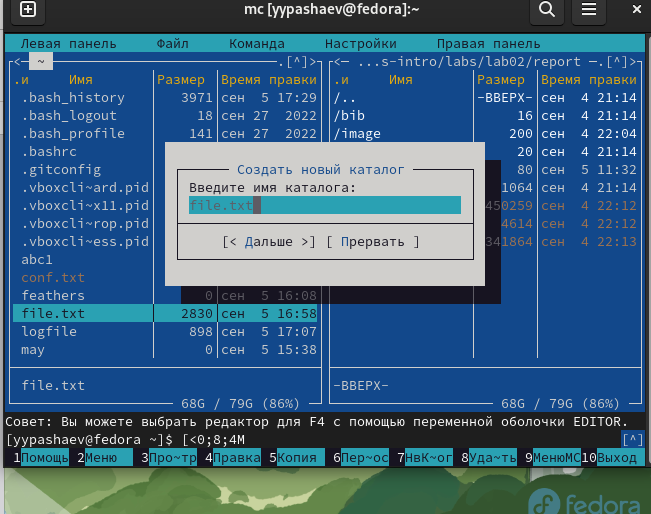 mc [yypashaev@fedora]:~
Левая панель Файл Команда Настройки Правая панель
<— ~ .[^]> <— ...s-intro/labs/lab02/report —.[^]>
.и Имя Размер Время правки .и Имя Размер Время правки
.bash_history 3971 сен 5 17:29 /.. -ВВЕРХ- сен 4 21:14
.bash_logout 18 сен 27 2022 /bib 16 сен 4 21:14
.bash_profile 141 сен 27 2022 /image 200 сен 4 22:04
.bashrc 20 сен 4 21:14
.gitconfig 80 сен 5 11:32
.vboxcli~ard.pid 1064 сен 4 21:14
.vboxcli~x11.pid 450259 сен 4 22:12
.vboxcli~rop.pid 4614 сен 4 22:12
.vboxcli~ess.pid 341864 сен 4 22:13
abc1
conf.txt
feathers 0 сен 5 16:08
file.txt 2830 сен 5 16:58
logfile 898 сен 5 17:07
may 0 сен 5 15:38
Создать новый каталог
Введите имя каталога:
file.txt
[< Дальше >] [ Прервать ]
file.txt -ВВЕРХ-
68G / 79G (86%) 68G / 79G (86%)
Совет: Вы можете выбрать редактор для F4 с помощью переменной оболочки EDITOR.
[yypashaev@fedora ~]$ [<0;8;4M [^]
1Помощь 2Меню 3Про~тр 4Правка 5Копия 6Пер~ос 7НвК~ог 8Уда~ть 9МенюМС 10Выход
fedora